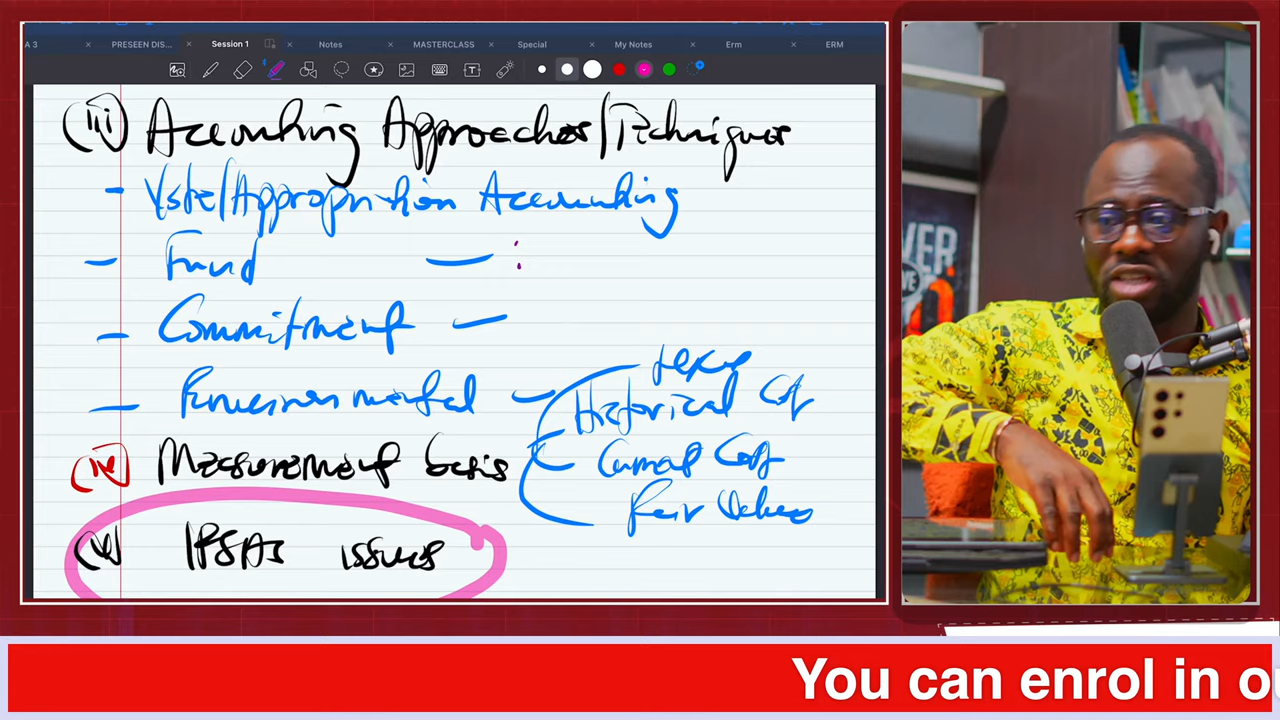 A 3
PRESEEN DIS...
Session 1
Notes
MASTERCLASS
Special
My Notes
Erm
ERM
(iii) Accounting Approaches/Techniques
- Vote/Appropriation Accounting
- Fund —
- Commitment —
-
Historical Cost
(iv) Measurement basis
Current Cost
Fair Values
(v) IPSAS issues
You can enrol in ou